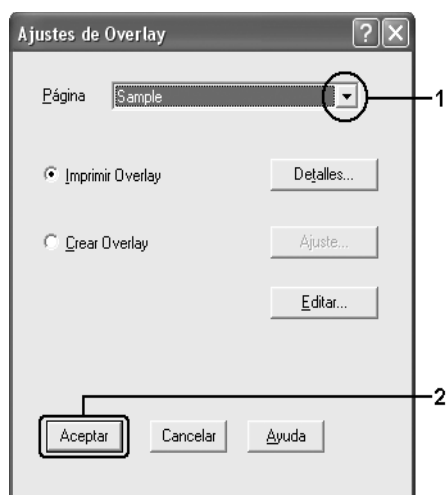 Ajustes de Overlay
Página Sample
1
Imprimir Overlay Detalles...
Crear Overlay Ajuste...
Editar...
2
Aceptar Cancelar Ayuda